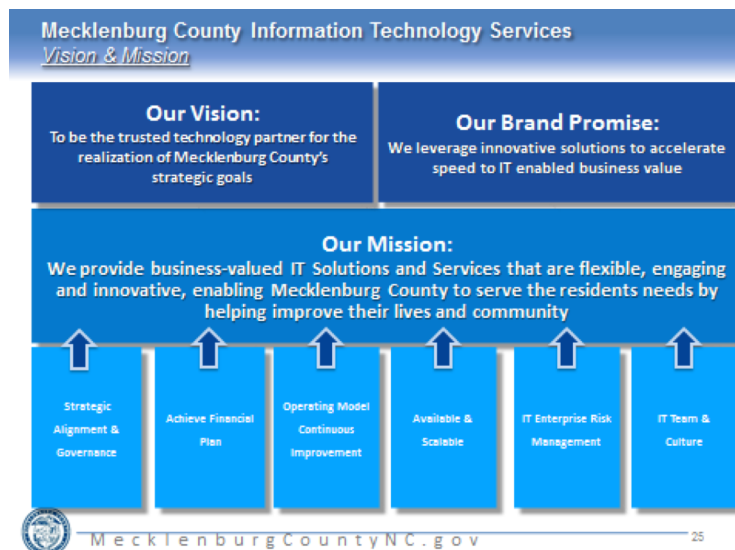 Mecklenburg County Information Technology Services
Vision & Mission
Our Vision:
To be the trusted technology partner for the
realization of Mecklenburg County's
strategic goals
Our Brand Promise:
We leverage innovative solutions to accelerate
speed to IT enabled business value
Our Mission:
We provide business-valued IT Solutions and Services that are flexible, engaging
and innovative, enabling Mecklenburg County to serve the residents needs by
helping improve their lives and community
Strategic
Alignment &
Governance
Achieve Financial
Plan
Operating Model
Continuous
Improvement
Available &
Scalable
IT Enterprise Risk
Management
IT Team &
Culture
MecklenburgCountyNC.gov
25